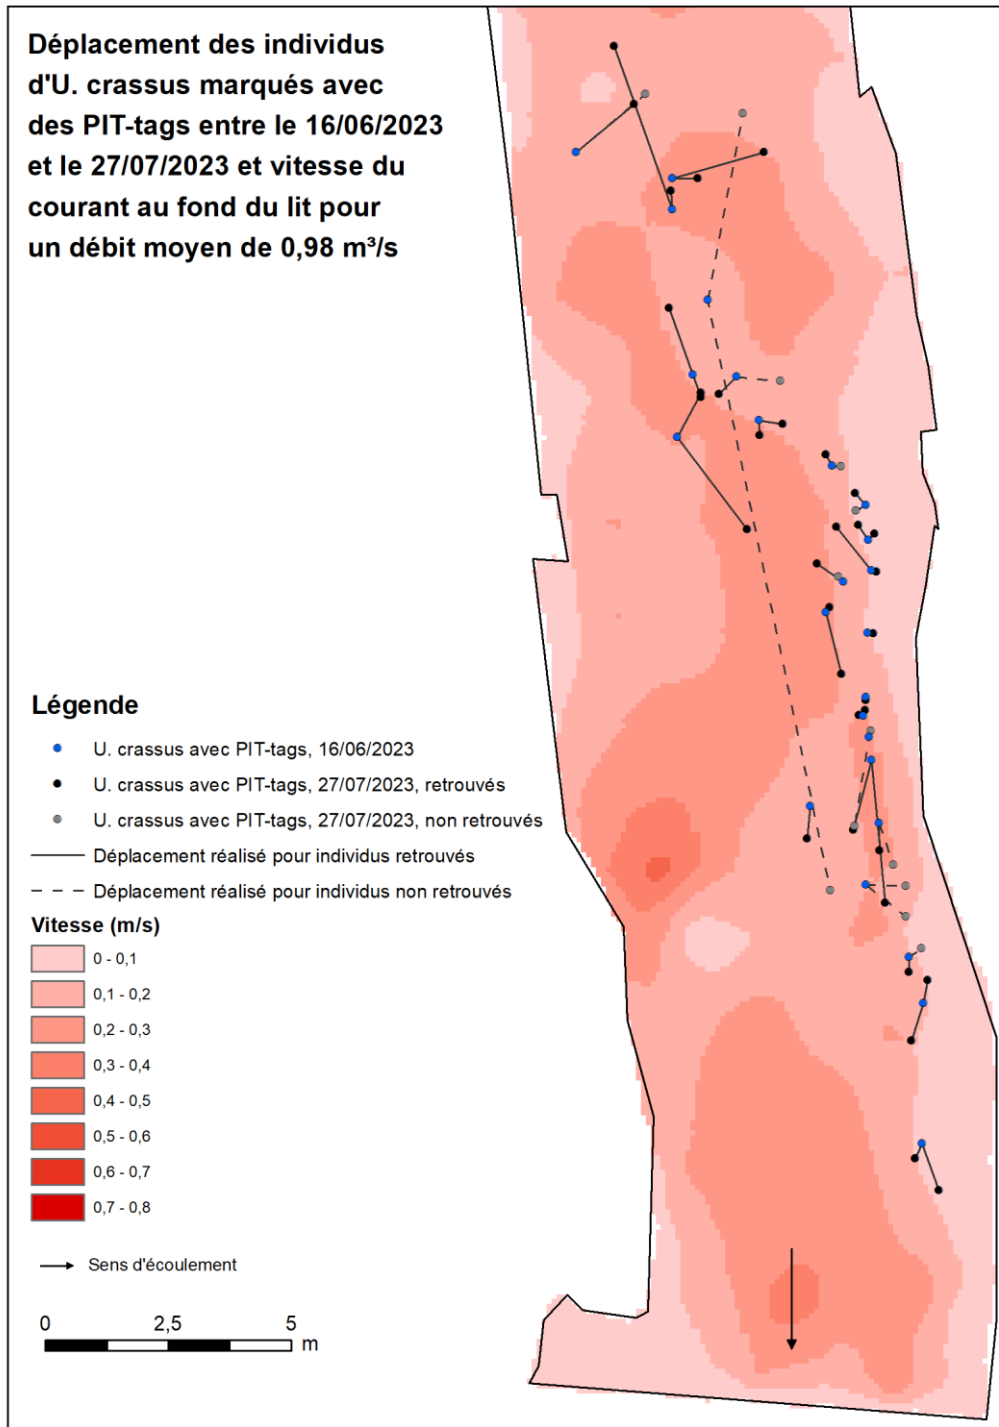 Déplacement des individus
d'U. crassus marqués avec
des PIT-tags entre le 16/06/2023
et le 27/07/2023 et vitesse du
courant au fond du lit pour
un débit moyen de 0,98 m³/s
Légende
U. crassus avec PIT-tags, 16/06/2023
U. crassus avec PIT-tags, 27/07/2023, retrouvés
U. crassus avec PIT-tags, 27/07/2023, non retrouvés
Déplacement réalisé pour individus retrouvés
Déplacement réalisé pour individus non retrouvés
Vitesse (m/s)
0 - 0,1
0,1 - 0,2
0,2 - 0,3
0,3 - 0,4
0,4 - 0,5
0,5 - 0,6
0,6 - 0,7
0,7 - 0,8
Sens d'écoulement
0 2,5 5
m